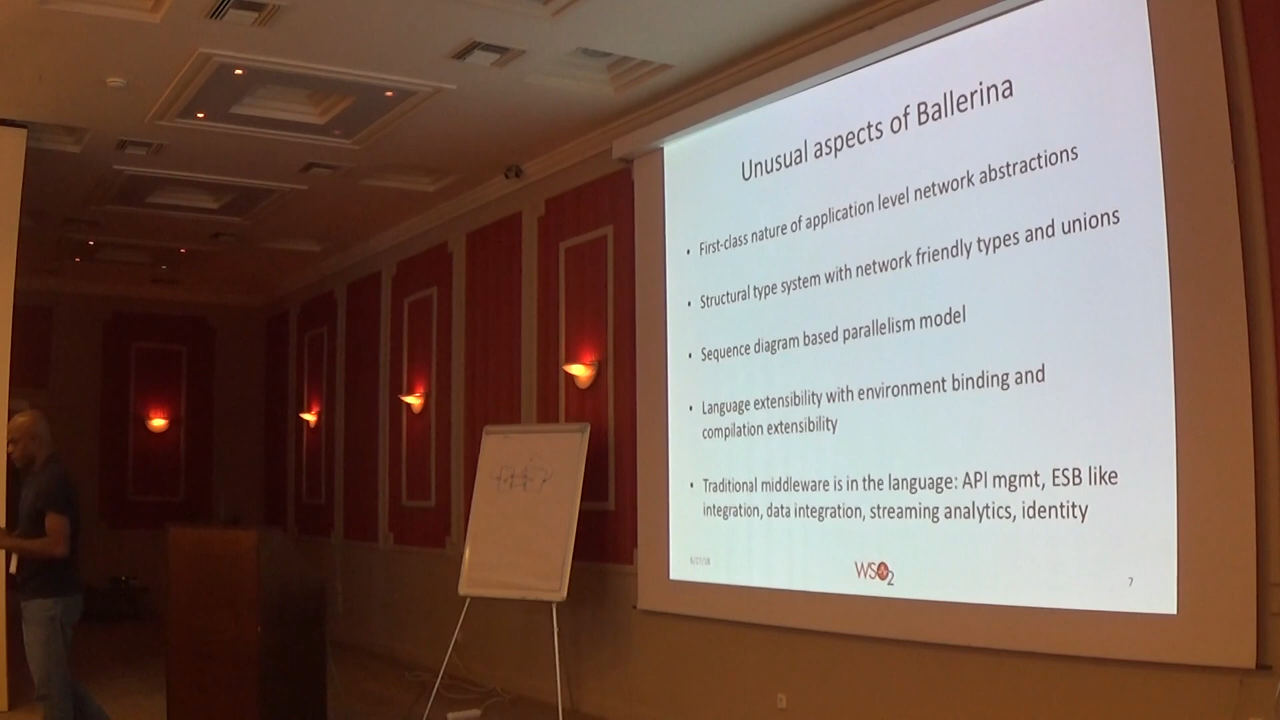 Unusual aspects of Ballerina
• First-class nature of application level network abstractions
• Structural type system with network friendly types and unions
• Sequence diagram based parallelism model
• Language extensibility with environment binding and
compilation extensibility
• Traditional middleware is in the language: API mgmt, ESB like
integration, data integration, streaming analytics, identity
WSO2
7